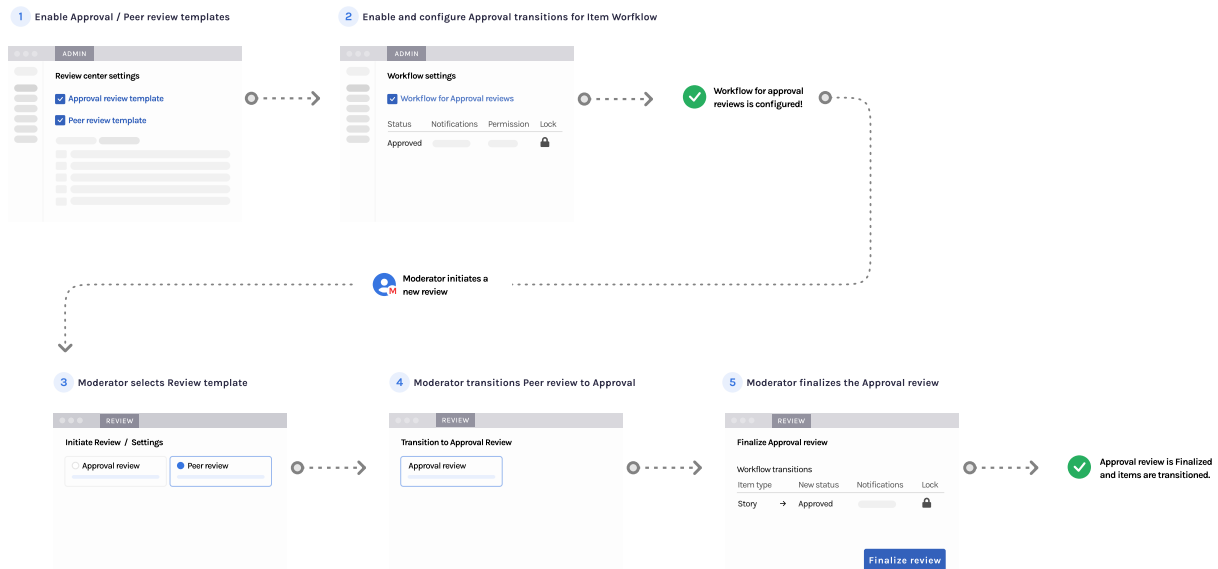 1 Enable Approval / Peer review templates
ADMIN
Review center settings
Approval review template
Peer review template
2 Enable and configure Approval transitions for Item Worfklow
ADMIN
Workflow settings
Workflow for Approval reviews
Status Notifications Permission Lock
Approved
Workflow for approval
reviews is configured!
M
Moderator initiates a
new review
3 Moderator selects Review template
REVIEW
Initiate Review / Settings
Approval review
Peer review
4 Moderator transitions Peer review to Approval
REVIEW
Transition to Approval Review
Approval review
5 Moderator finalizes the Approval review
REVIEW
Finalize Approval review
Workflow transitions
Item type New status Notifications Lock
Story → Approved
Finalize review
Approval review is Finalized
and items are transitioned.